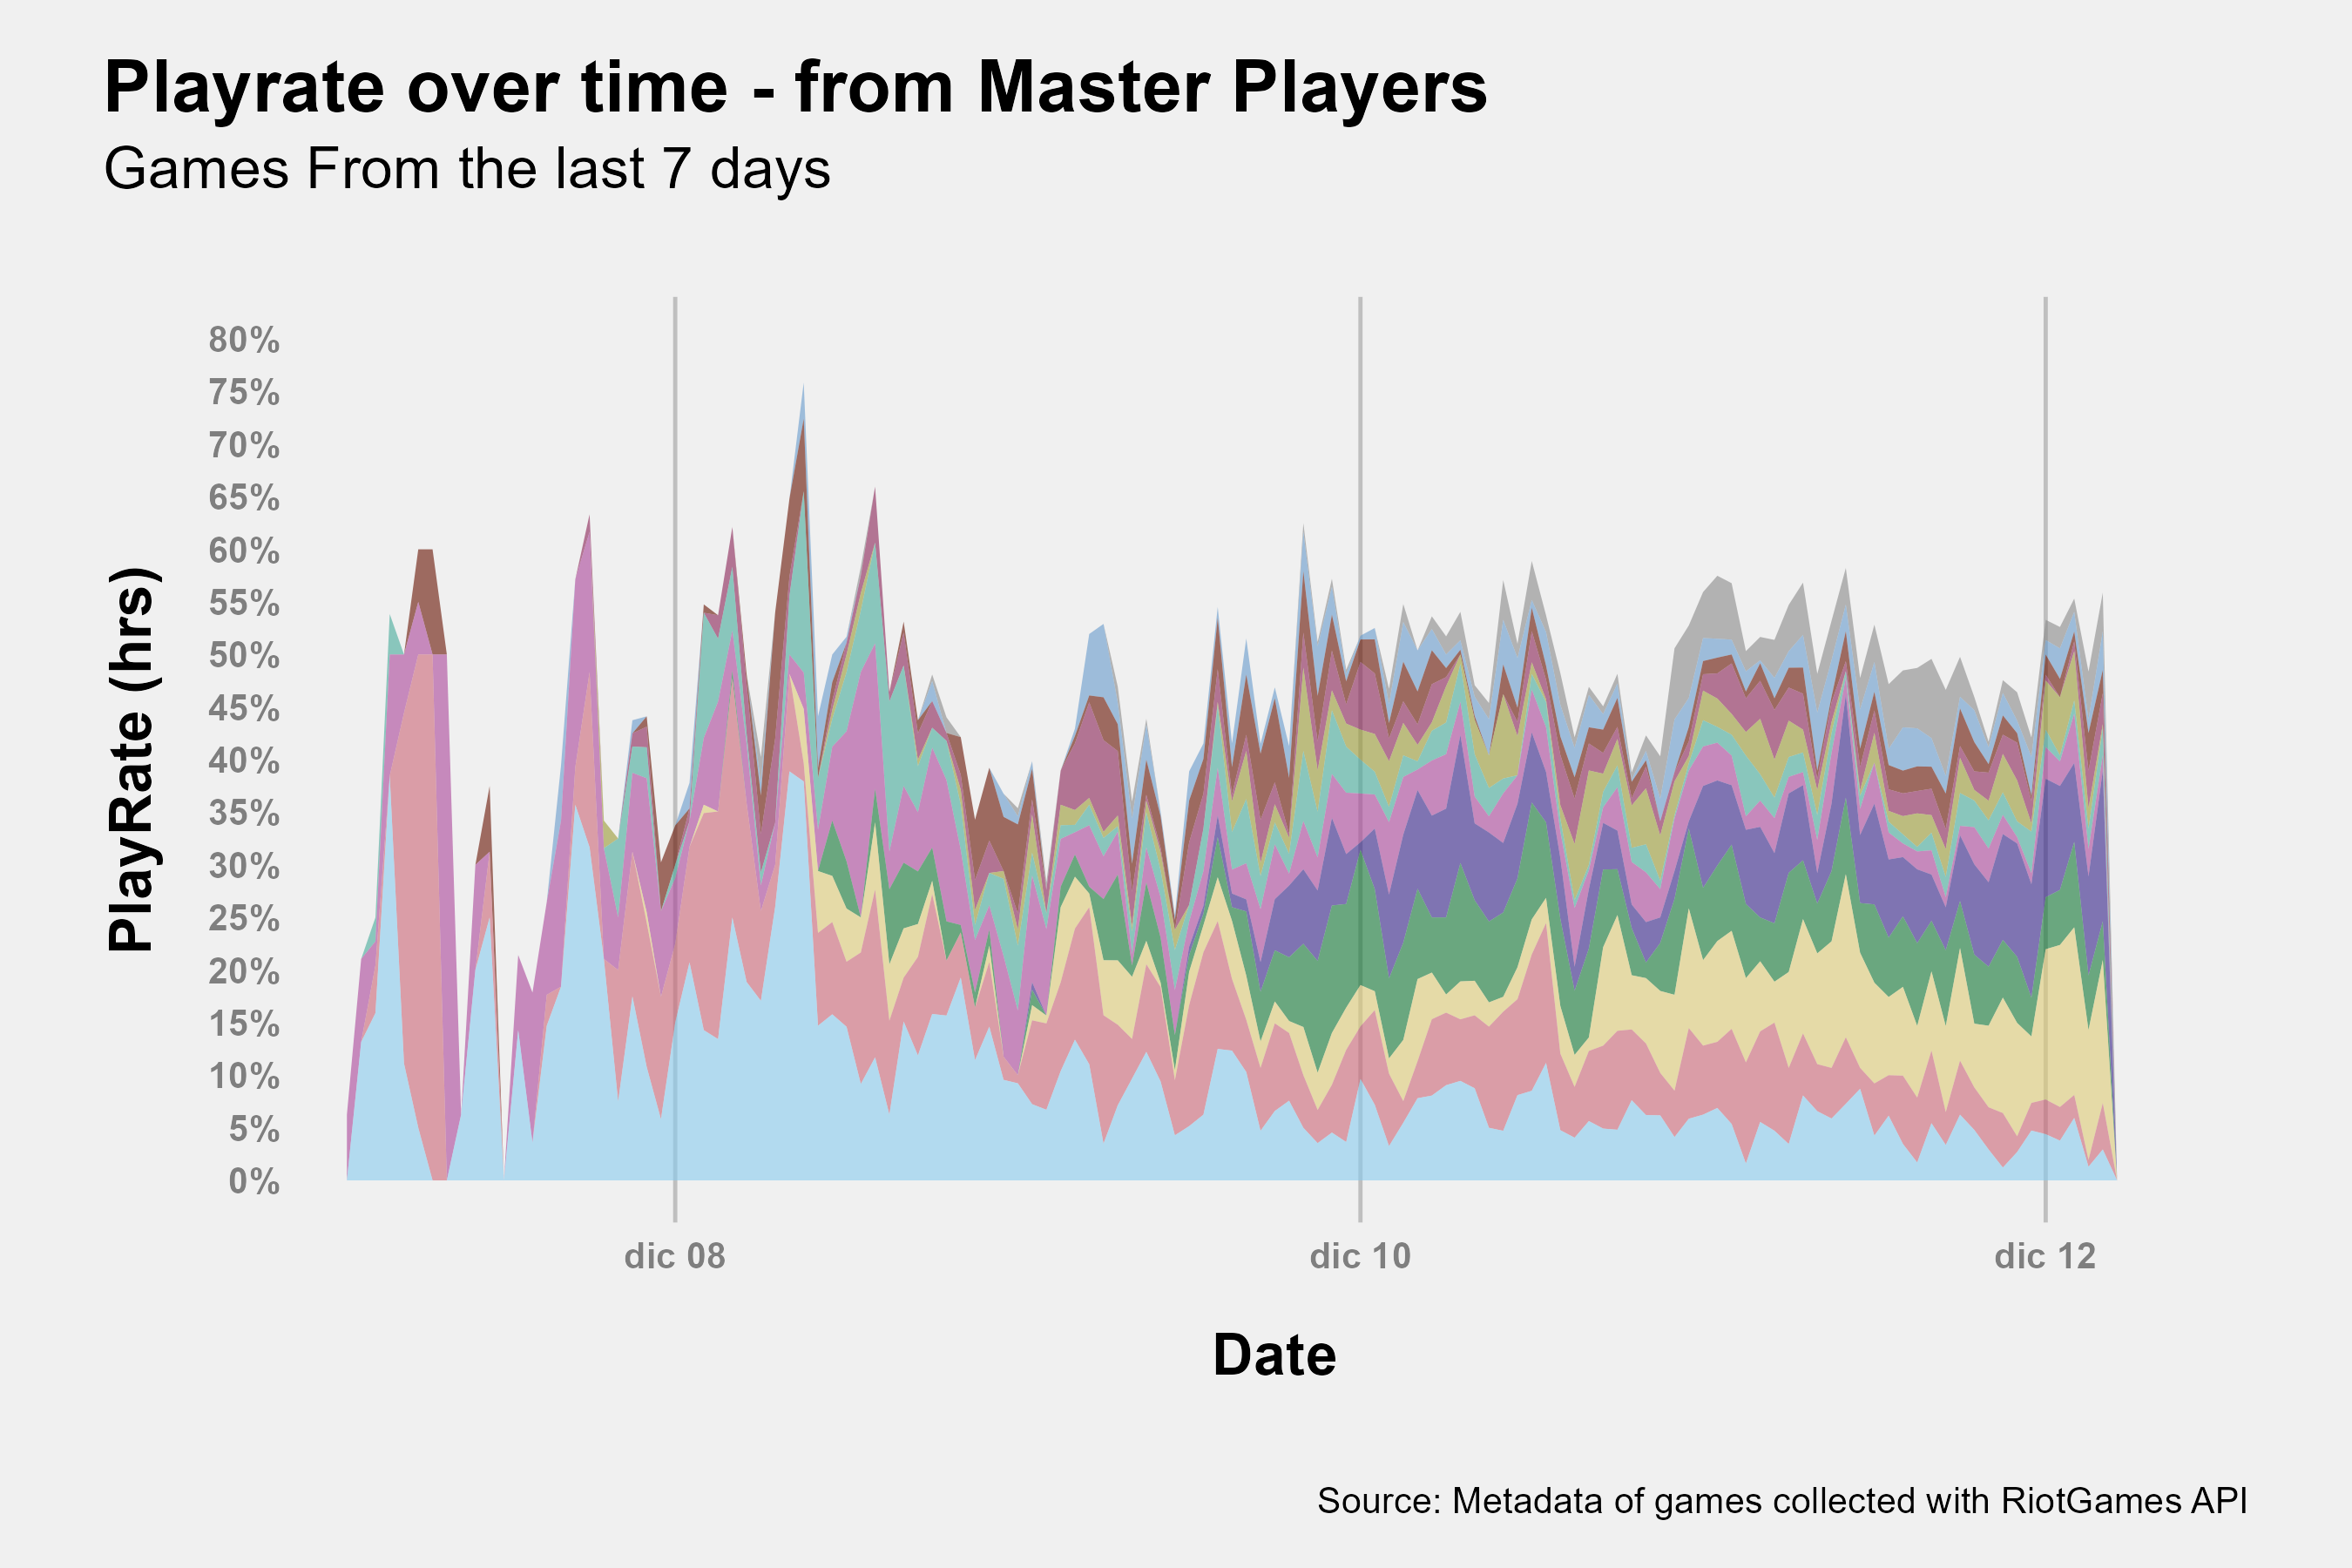 Playrate over time - from Master Players
Games From the last 7 days
80%
75%
70%
65%
60%
55%
50%
45%
40%
35%
30%
25%
20%
15%
10%
5%
0%
PlayRate (hrs)
dic 08
dic 10
dic 12
Date
Source: Metadata of games collected with RiotGames API